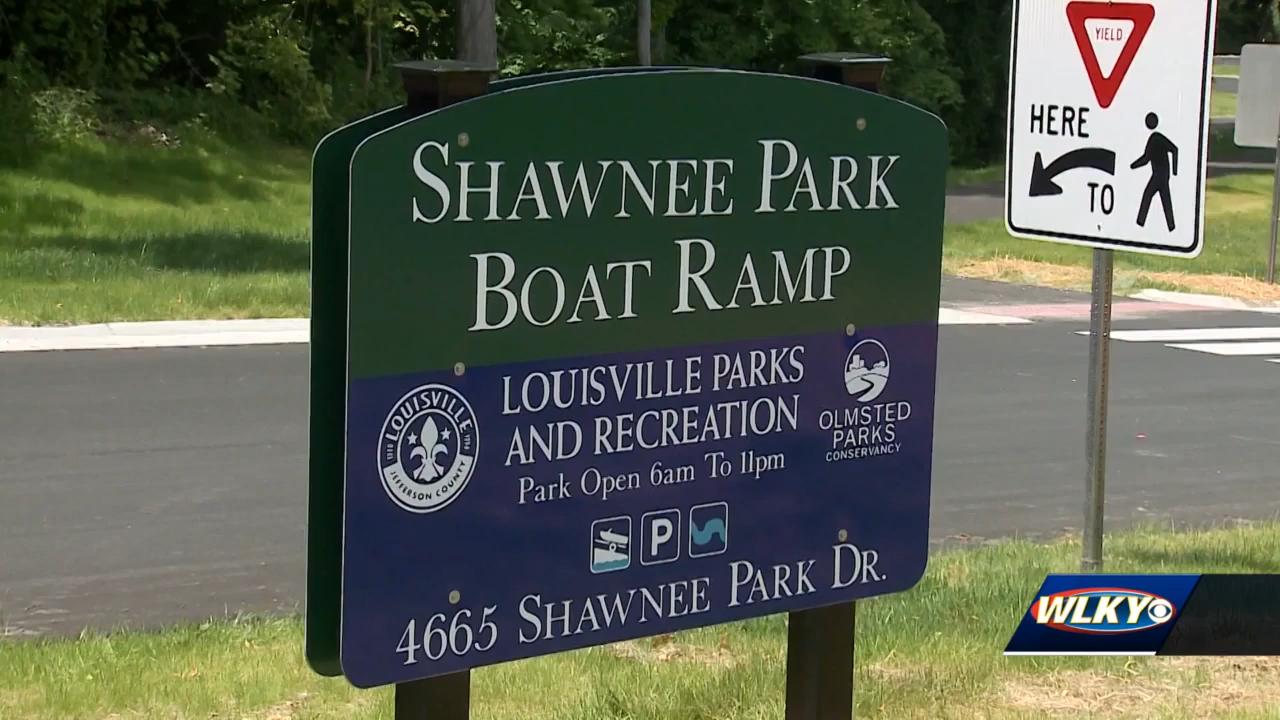 SHAWNEE PARK
BOAT RAMP
LOUISVILLE PARKS
AND RECREATION
Park Open 6am To 11pm
LOUISVILLE
JEFFERSON COUNTY
OLMSTED
PARKS
CONSERVANCY
P
4665 SHAWNEE PARK DR.
YIELD
HERE
TO
WLKY